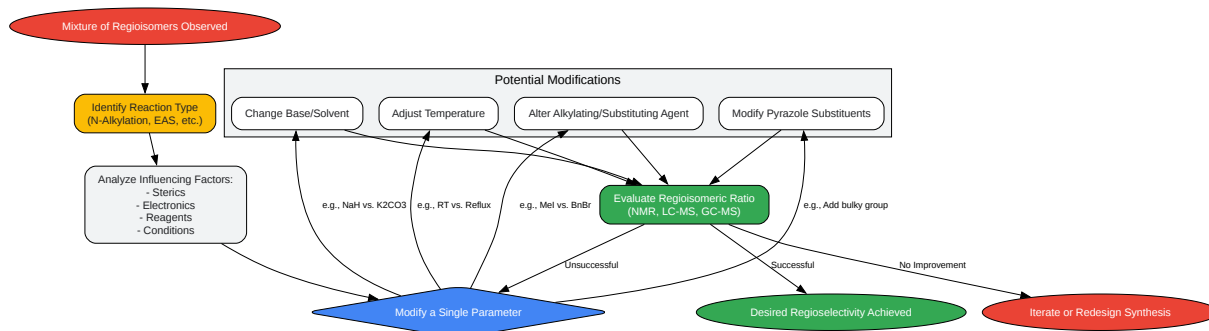 Mixture of Regioisomers Observed
Potential Modifications
Identify Reaction Type
(N-Alkylation, EAS, etc.)
Change Base/Solvent
Adjust Temperature
Alter Alkylating/Substituting Agent
Modify Pyrazole Substituents
Analyze Influencing Factors:
- Sterics
- Electronics
- Reagents
- Conditions
e.g., NaH vs. K2CO3
e.g., RT vs. Reflux
e.g., MeI vs. BnBr
Evaluate Regioisomeric Ratio
(NMR, LC-MS, GC-MS)
e.g., Add bulky group
Unsuccessful
Successful
No Improvement
Modify a Single Parameter
Desired Regioselectivity Achieved
Iterate or Redesign Synthesis